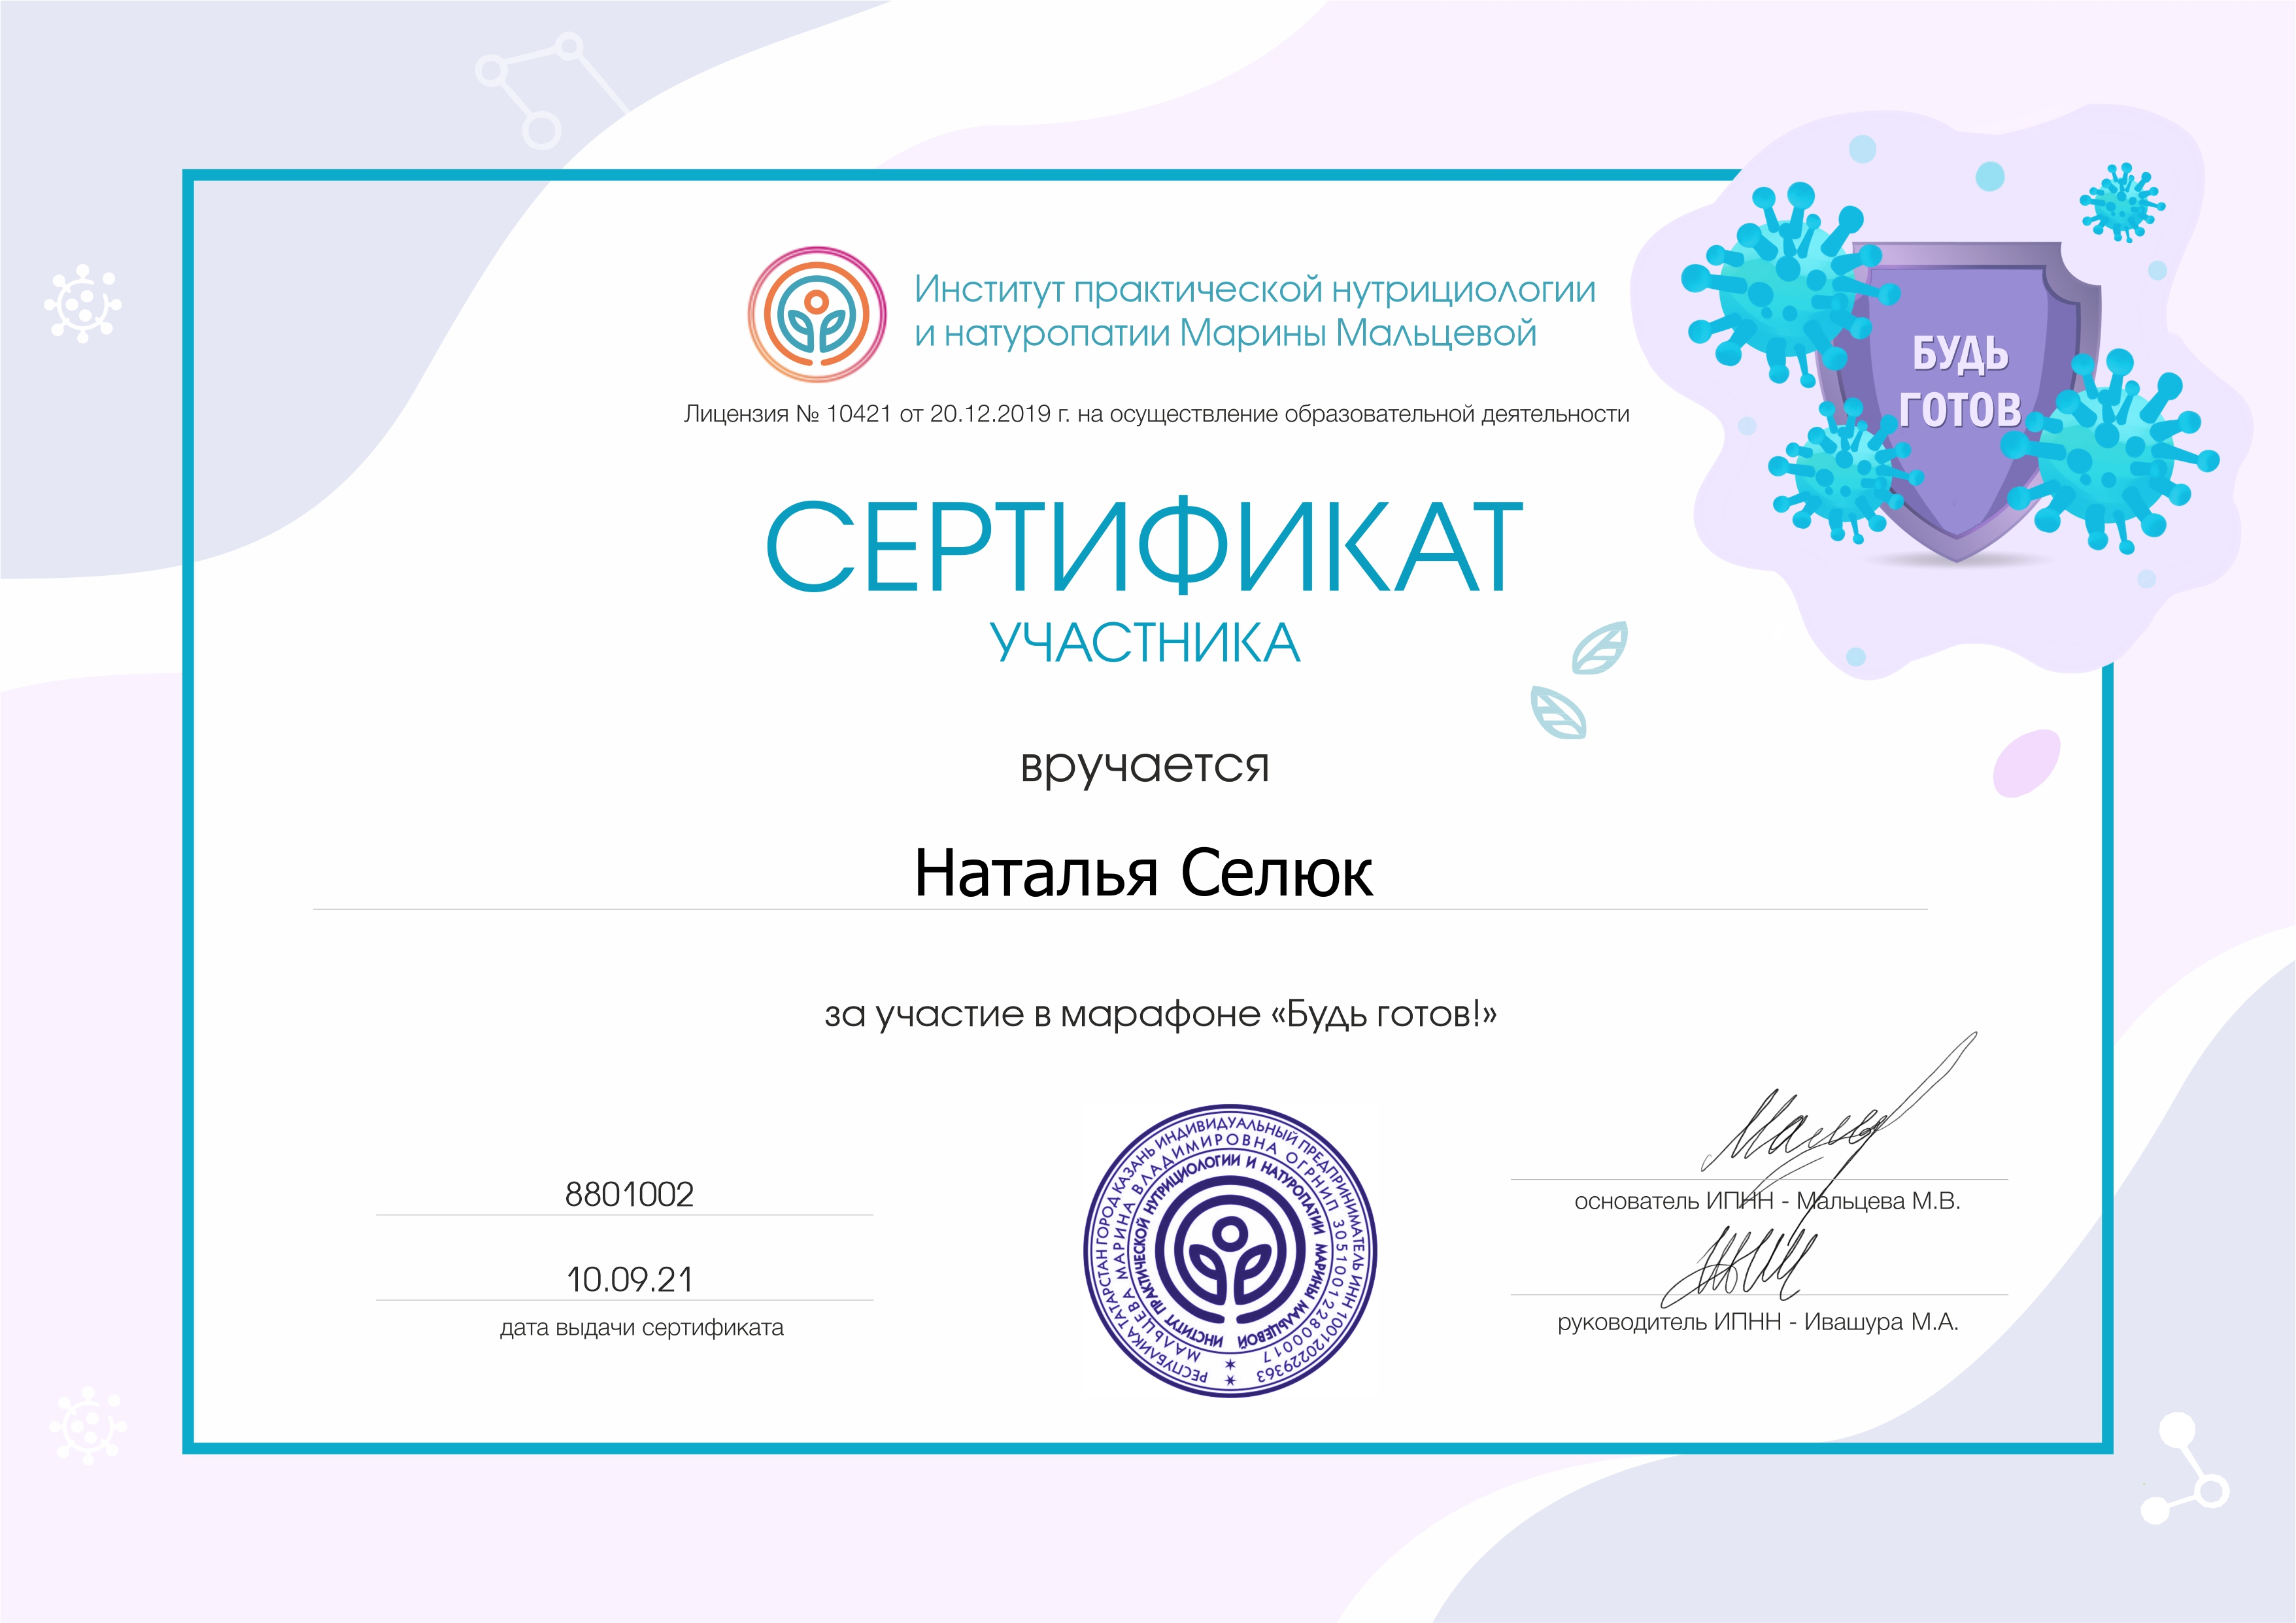 Институт практической нутрициологии
и натуропатии Марины Мальцевой
Лицензия № 10421 от 20.12.2019 г. на осуществление образовательной деятельности
БУДЬ
ГОТОВ
СЕРТИФИКАТ
УЧАСТНИКА
вручается
Наталья Селюк
за участие в марафоне «Будь готов!»
8801002
10.09.21
дата выдачи сертификата
РЕСПУБЛИКА ТАТАРСТАН ГОРОД КАЗАНЬ ИНДИВИДУАЛЬНЫЙ ПРЕДПРИНИМАТЕЛЬ ИНН 100120229363
МАЛЬЦЕВА МАРИНА ВЛАДИМИРОВНА ОГРНИП 305100122800017
ИНСТИТУТ ПРАКТИЧЕСКОЙ НУТРИЦИОЛОГИИ И НАТУРОПАТИИ МАРИНЫ МАЛЬЦЕВОЙ
основатель ИПНН - Мальцева М.В.
руководитель ИПНН - Ивашура М.А.